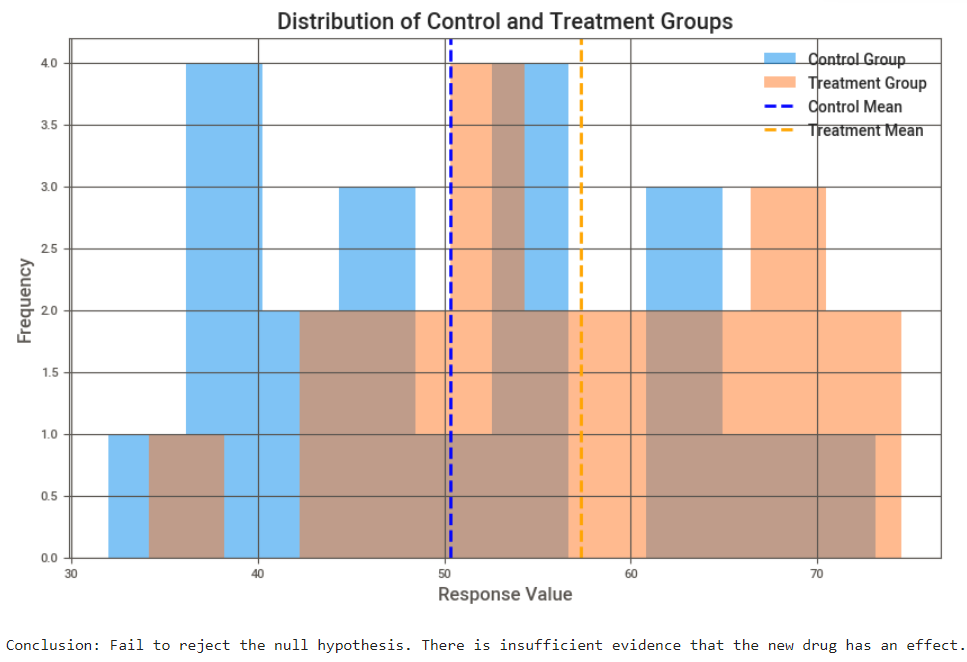 Distribution of Control and Treatment Groups
4.0
3.5
3.0
2.5
2.0
1.5
1.0
0.5
0.0
Frequency
30 40 50 60 70
Response Value
Control Group
Treatment Group
Control Mean
Treatment Mean
Conclusion: Fail to reject the null hypothesis. There is insufficient evidence that the new drug has an effect.